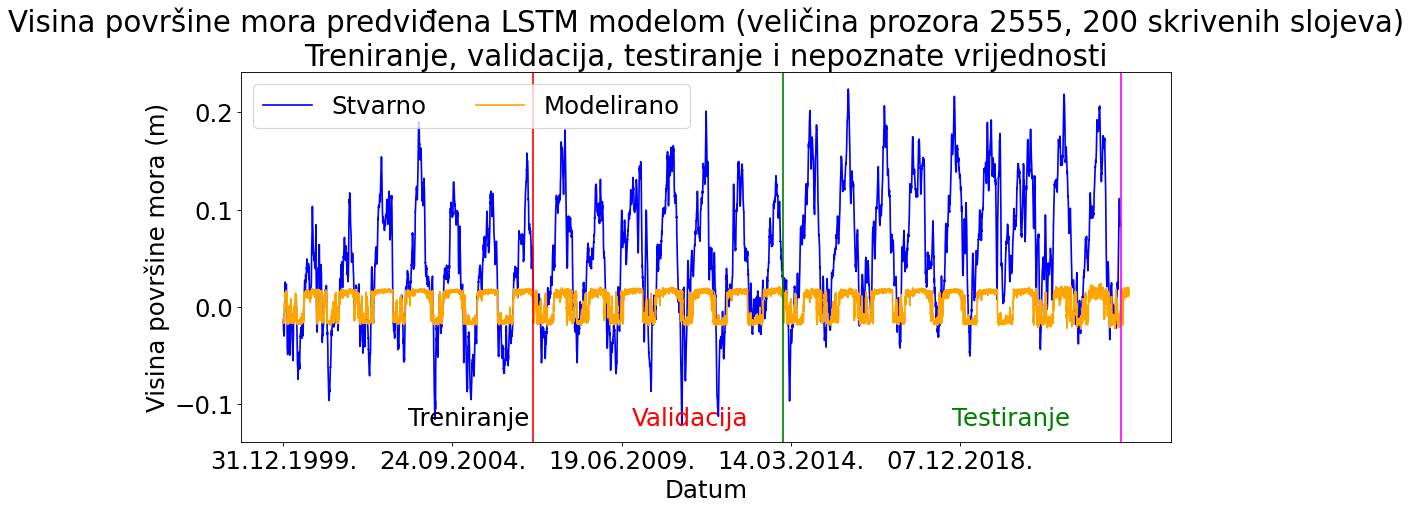 Visina površine mora predviđena LSTM modelom (veličina prozora 2555, 200 skrivenih slojeva)
Treniranje, validacija, testiranje i nepoznate vrijednosti
Stvarno
Modelirano
Visina površine mora (m)
0.2
0.1
0.0
−0.1
Treniranje
Validacija
Testiranje
31.12.1999.
24.09.2004.
19.06.2009.
14.03.2014.
07.12.2018.
Datum